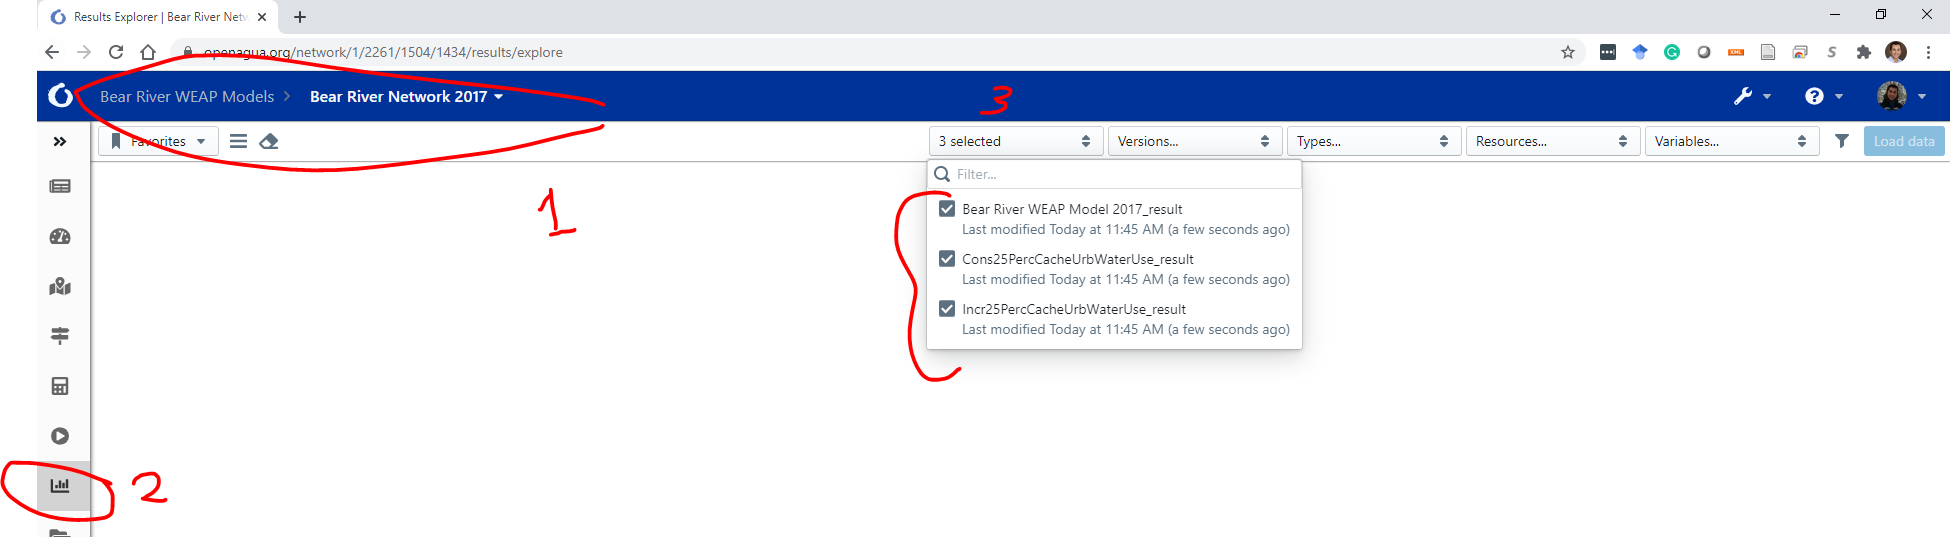 Results Explorer | Bear River Netw
openagua.org/network/1/2261/1504/1434/results/explore
Bear River WEAP Models > Bear River Network 2017
3
Favorites
3 selected
Versions...
Types...
Resources...
Variables...
Load data
Filter...
1
Bear River WEAP Model 2017_result
Last modified Today at 11:45 AM (a few seconds ago)
Cons25PercCacheUrbWaterUse_result
Last modified Today at 11:45 AM (a few seconds ago)
Incr25PercCacheUrbWaterUse_result
Last modified Today at 11:45 AM (a few seconds ago)
2